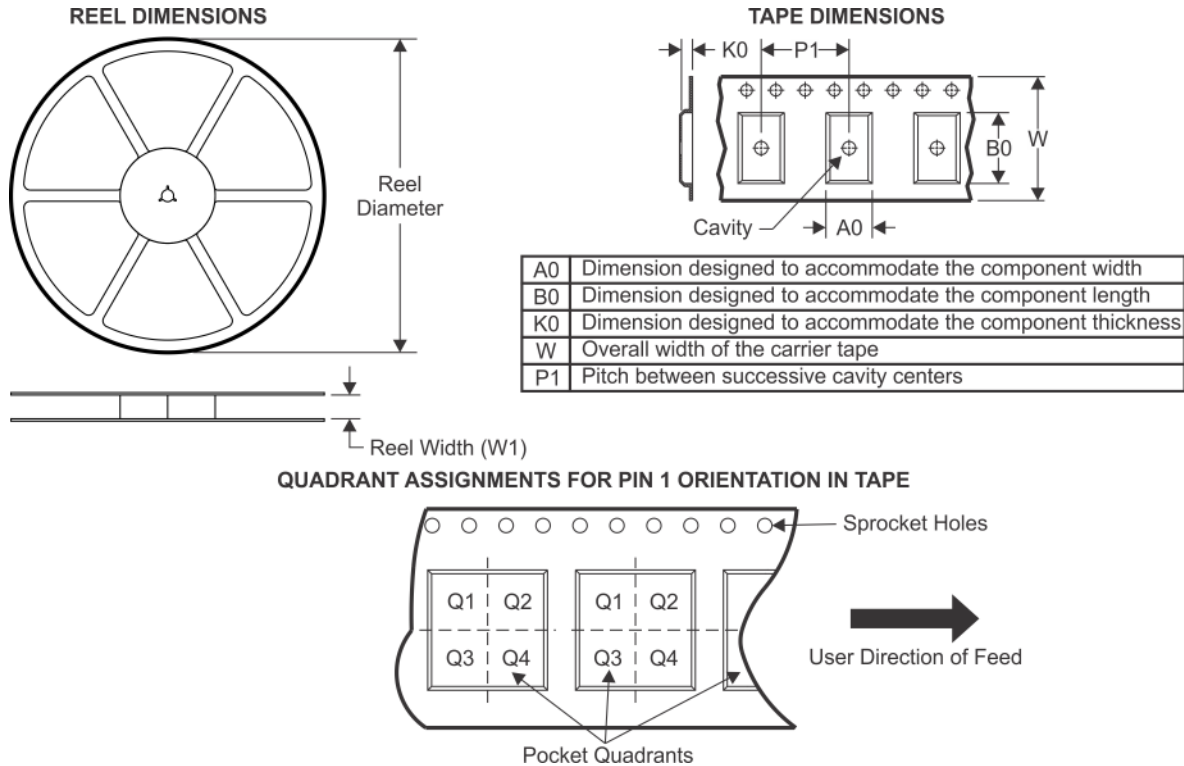 REEL DIMENSIONS
Reel
Diameter
Reel Width (W1)
TAPE DIMENSIONS
K0
P1
B0
W
Cavity
A0
A0 Dimension designed to accommodate the component width
B0 Dimension designed to accommodate the component length
K0 Dimension designed to accommodate the component thickness
W Overall width of the carrier tape
P1 Pitch between successive cavity centers
QUADRANT ASSIGNMENTS FOR PIN 1 ORIENTATION IN TAPE
Sprocket Holes
Q1 Q2 Q1 Q2
Q3 Q4 Q3 Q4
User Direction of Feed
Pocket Quadrants